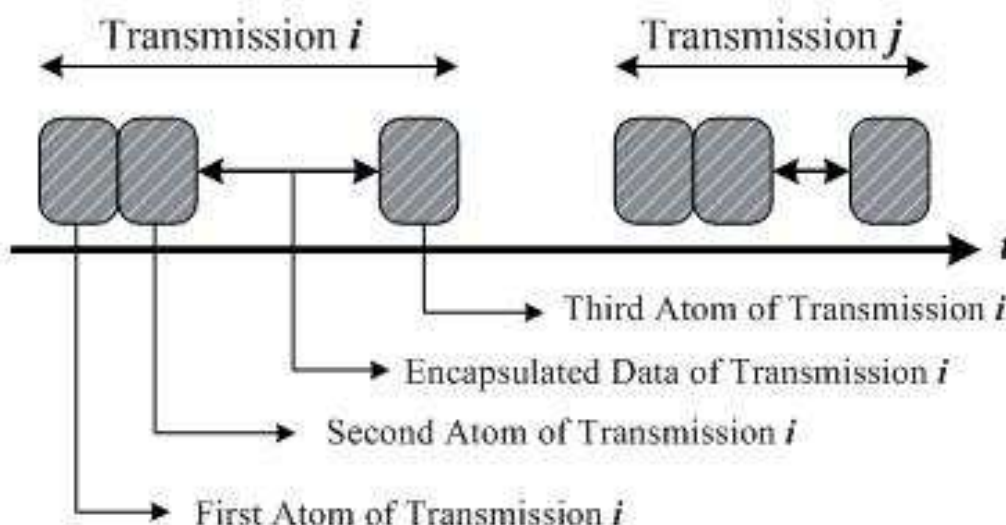 Transmission i
Transmission j
Third Atom of Transmission i
Encapsulated Data of Transmission i
Second Atom of Transmission i
First Atom of Transmission i